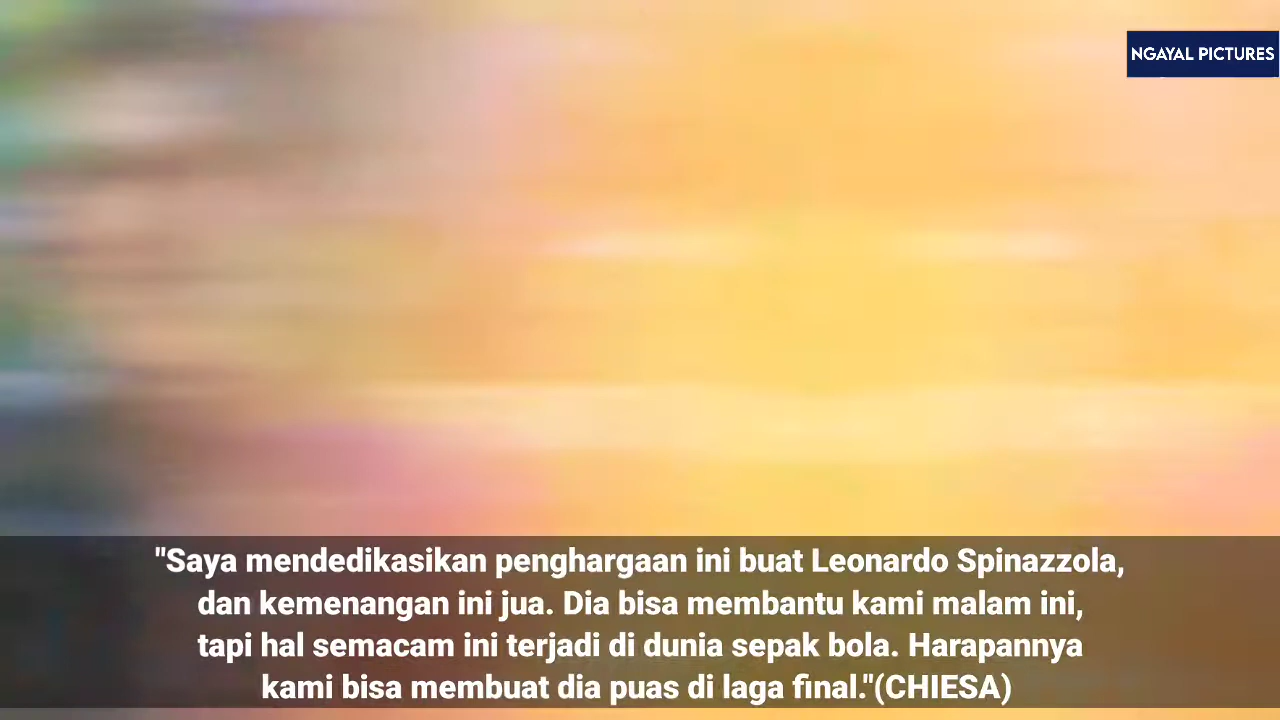 NGAYAL PICTURES
"Saya mendedikasikan penghargaan ini buat Leonardo Spinazzola,
dan kemenangan ini jua. Dia bisa membantu kami malam ini,
tapi hal semacam ini terjadi di dunia sepak bola. Harapannya
kami bisa membuat dia puas di laga final."(CHIESA)